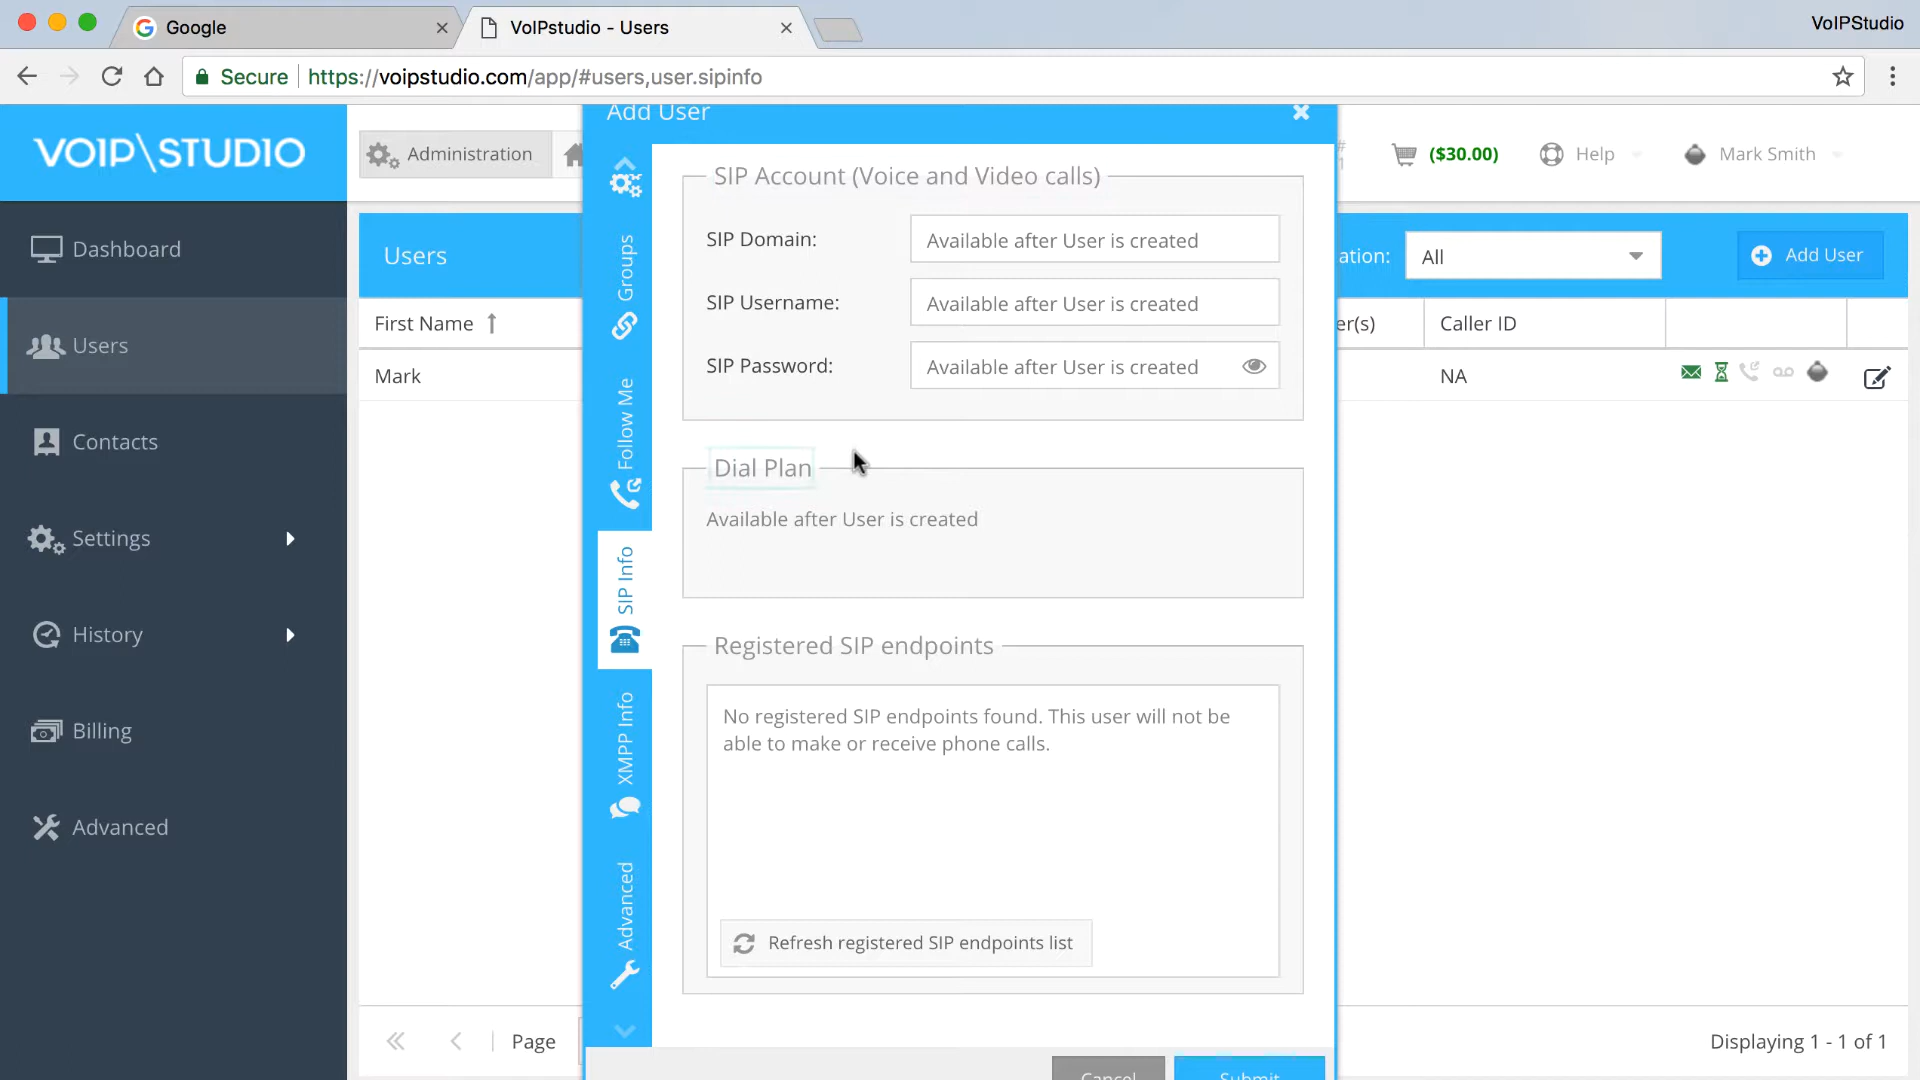 Google
VoIPstudio - Users
VoIPStudio
Secure
https://voipstudio.com/app/#users,user.sipinfo
VOIP\STUDIO
Administration
Add User
#
1
($30.00)
Help
Mark Smith
Dashboard
Users
Contacts
Settings
History
Billing
Advanced
Users
ation:
All
Add User
First Name
er(s)
Caller ID
Mark
NA
Groups
Follow Me
SIP Info
XMPP Info
Advanced
SIP Account (Voice and Video calls)
SIP Domain:
Available after User is created
SIP Username:
Available after User is created
SIP Password:
Available after User is created
Dial Plan
Available after User is created
Registered SIP endpoints
No registered SIP endpoints found. This user will not be
able to make or receive phone calls.
Refresh registered SIP endpoints list
Cancel
Submit
Page
Displaying 1 - 1 of 1